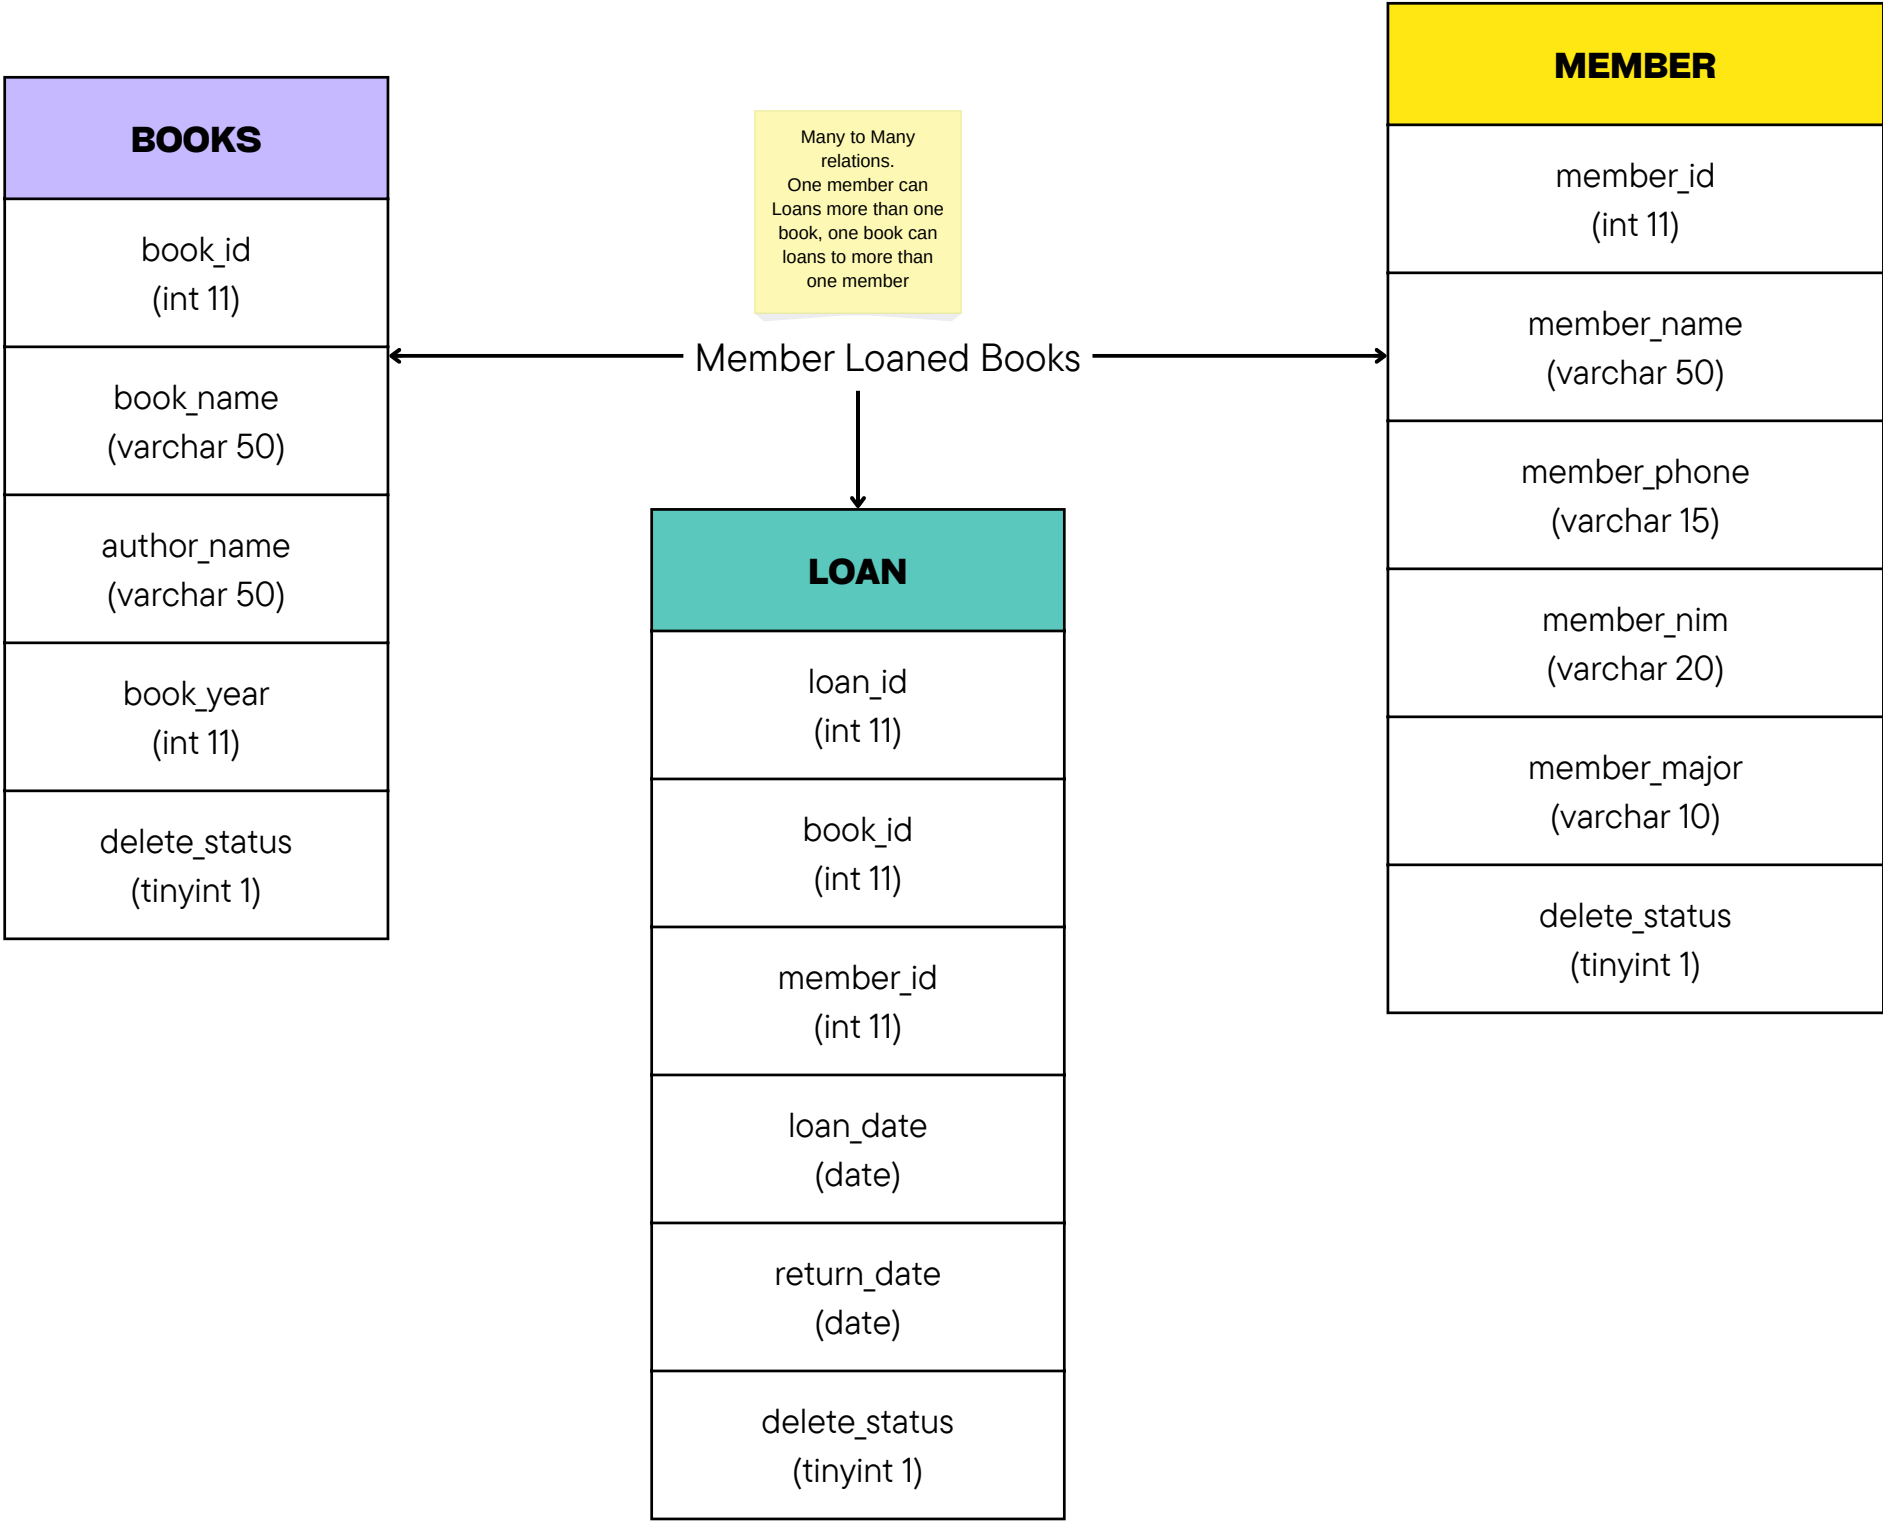 BOOKS
book_id
(int 11)
book_name
(varchar 50)
author_name
(varchar 50)
book_year
(int 11)
delete_status
(tinyint 1)
Many to Many
relations.
One member can
Loans more than one
book, one book can
loans to more than
one member
Member Loaned Books
LOAN
loan_id
(int 11)
book_id
(int 11)
member_id
(int 11)
loan_date
(date)
return_date
(date)
delete_status
(tinyint 1)
MEMBER
member_id
(int 11)
member_name
(varchar 50)
member_phone
(varchar 15)
member_nim
(varchar 20)
member_major
(varchar 10)
delete_status
(tinyint 1)